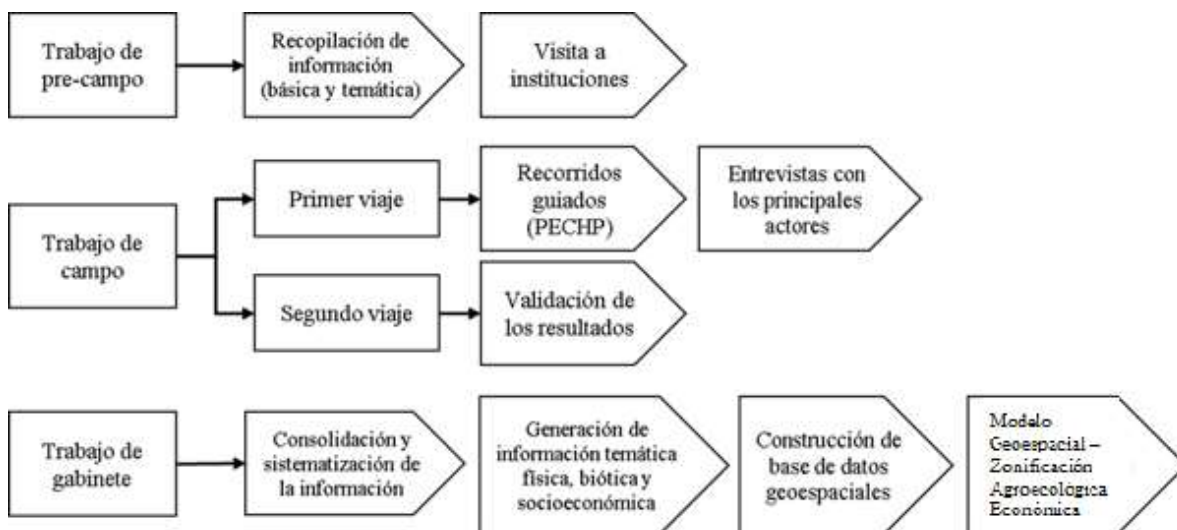 Trabajo de
pre-campo
Recopilación de
información
(básica y temática)
Visita a
instituciones
Trabajo de
campo
Primer viaje
Recorridos
guiados
(PECHP)
Entrevistas con
los principales
actores
Segundo viaje
Validación de
los resultados
Trabajo de
gabinete
Consolidación y
sistematización de
la información
Generación de
información temática
física, biótica y
socioeconómica
Construcción de
base de datos
geoespaciales
Modelo
Geoespacial –
Zonificación
Agroecológica
Económica